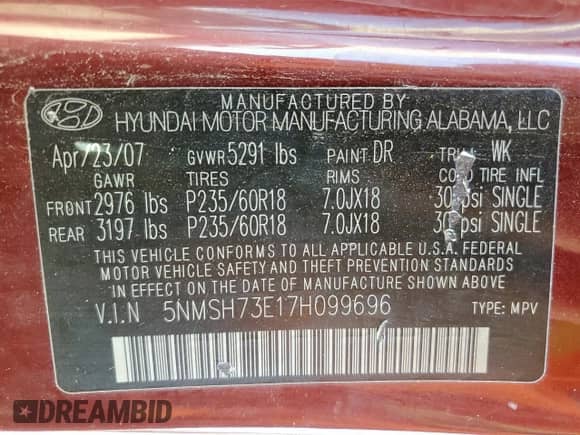 MANUFACTURED BY
HYUNDAI MOTOR MANUFACTURING ALABAMA, LLC
Apr/23/07 GVWR 5291 lbs PAINT DR TRIM WK
GAWR TIRES RIMS COLD TIRE INFL
FRONT 2976 lbs P235/60R18 7.0JX18 30 psi SINGLE
REAR 3197 lbs P235/60R18 7.0JX18 30 psi SINGLE
THIS VEHICLE CONFORMS TO ALL APPLICABLE U.S.A. FEDERAL
MOTOR VEHICLE SAFETY AND THEFT PREVENTION STANDARDS
IN EFFECT ON THE DATE OF MANUFACTURE SHOWN ABOVE.
V.I.N 5NMSH73E17H099696 TYPE: MPV
DREAMBID